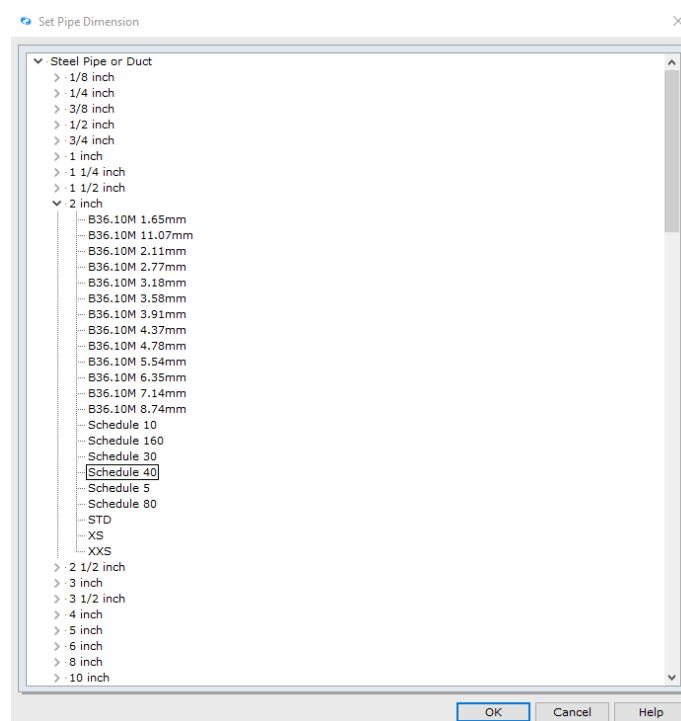 Set Pipe Dimension
Steel Pipe or Duct
1/8 inch
1/4 inch
3/8 inch
1/2 inch
3/4 inch
1 inch
1 1/4 inch
1 1/2 inch
2 inch
B36.10M 1.65mm
B36.10M 11.07mm
B36.10M 2.11mm
B36.10M 2.77mm
B36.10M 3.18mm
B36.10M 3.58mm
B36.10M 3.91mm
B36.10M 4.37mm
B36.10M 4.78mm
B36.10M 5.54mm
B36.10M 6.35mm
B36.10M 7.14mm
B36.10M 8.74mm
Schedule 10
Schedule 160
Schedule 30
Schedule 40
Schedule 5
Schedule 80
STD
XS
XXS
2 1/2 inch
3 inch
3 1/2 inch
4 inch
5 inch
6 inch
8 inch
10 inch
OK Cancel Help